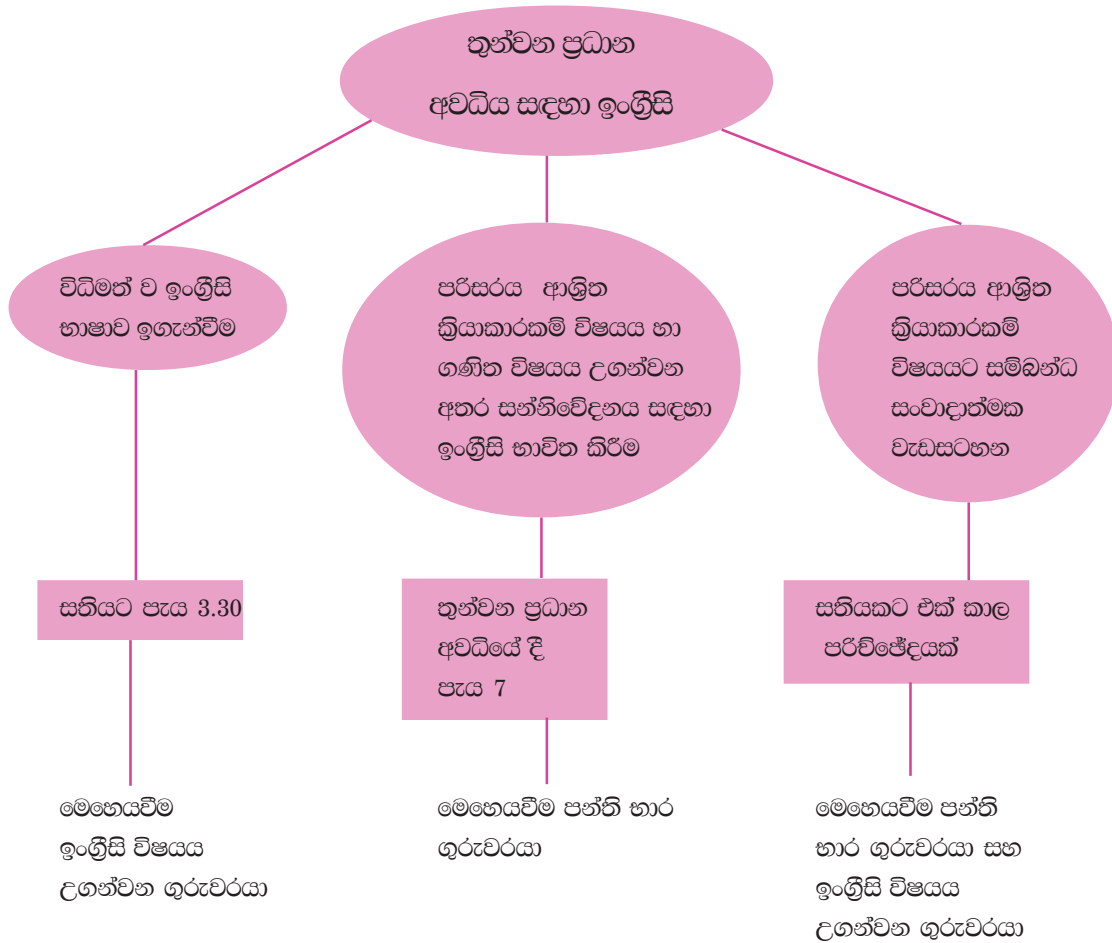 තුන්වන ප්‍රධාන
අවධිය සඳහා ඉංග්‍රීසි
විධිමත් ව ඉංග්‍රීසි
භාෂාව ඉගැන්වීම
පරිසරය ආශ්‍රිත
ක්‍රියාකාරකම් විෂයය හා
ගණිත විෂයය උගන්වන
අතර සන්නිවේදනය සඳහා
ඉංග්‍රීසි භාවිත කිරීම
පරිසරය ආශ්‍රිත
ක්‍රියාකාරකම්
විෂයයට සම්බන්ධ
සංවාදාත්මක
වැඩසටහන
සතියට පැය 3.30
තුන්වන ප්‍රධාන
අවධියේ දී
පැය 7
සතියකට එක් කාල
පරිච්ඡේදයක්
මෙහෙයවීම
ඉංග්‍රීසි විෂයය
උගන්වන ගුරුවරයා
මෙහෙයවීම පන්ති භාර
ගුරුවරයා
මෙහෙයවීම පන්ති
භාර ගුරුවරයා සහ
ඉංග්‍රීසි විෂයය
උගන්වන ගුරුවරයා